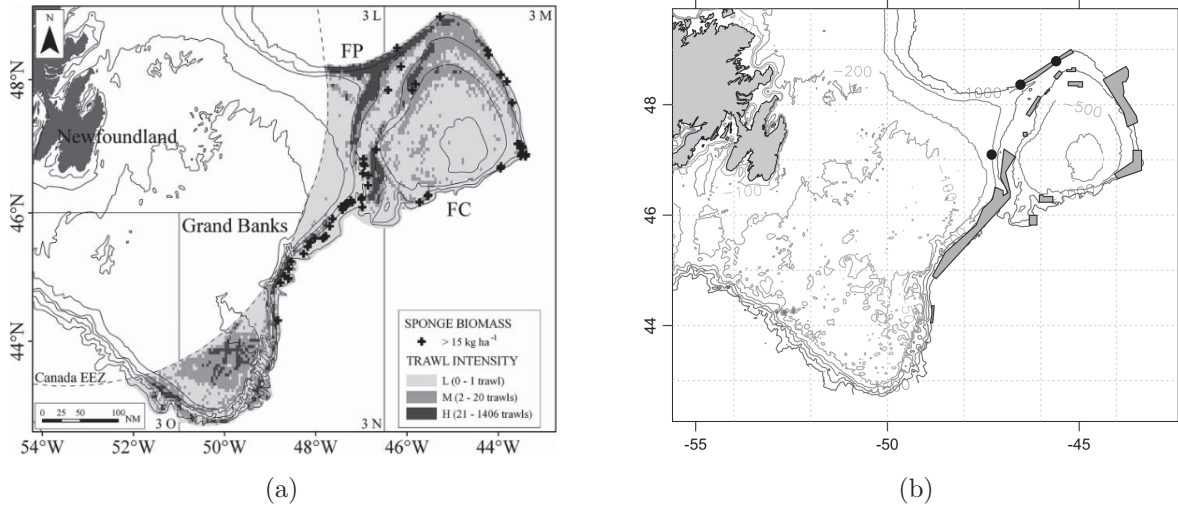 N
3 L
3 M
FP
48°N
Newfoundland
46°N
FC
Grand Banks
44°N
Canada EEZ
0 25 50 100
NM
3 O
3 N
SPONGE BIOMASS
> 15 kg ha⁻¹
TRAWL INTENSITY
L (0 - 1 trawl)
M (2 - 20 trawls)
H (21 - 1406 trawls)
54°W 52°W 50°W 48°W 46°W 44°W
(a)
−200
1000
500
48
46
44
-55 -50 -45
(b)